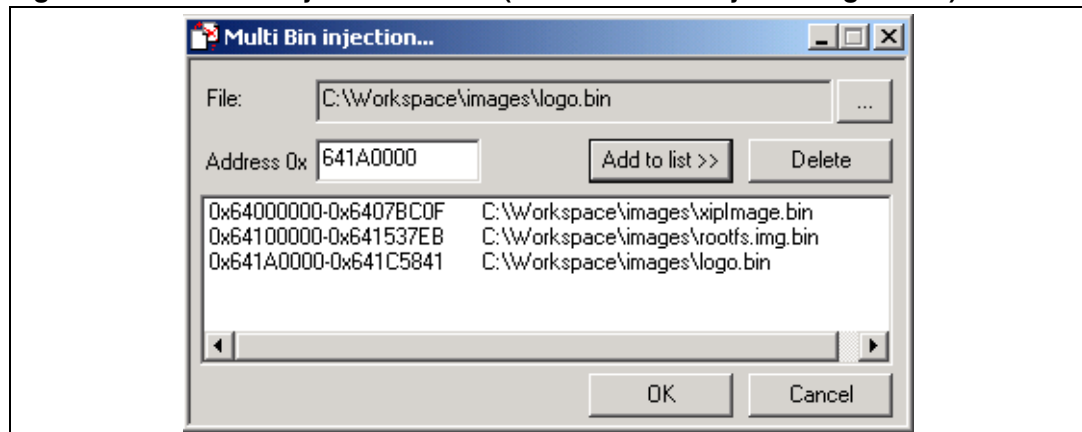 Multi Bin injection...
File: C:\Workspace\images\logo.bin ...
Address 0x 641A0000 Add to list >> Delete
0x64000000-0x6407BC0F C:\Workspace\images\xipImage.bin
0x64100000-0x641537EB C:\Workspace\images\rootfs.img.bin
0x641A0000-0x641C5841 C:\Workspace\images\logo.bin
OK Cancel